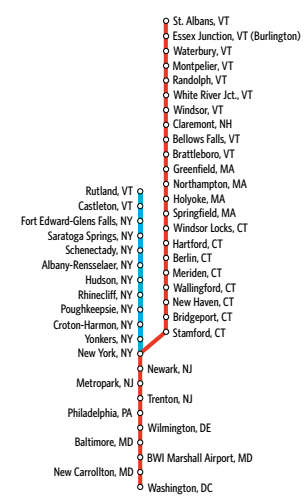 St. Albans, VT
Essex Junction, VT (Burlington)
Waterbury, VT
Montpelier, VT
Randolph, VT
White River Jct., VT
Windsor, VT
Claremont, NH
Bellows Falls, VT
Brattleboro, VT
Greenfield, MA
Northampton, MA
Holyoke, MA
Springfield, MA
Windsor Locks, CT
Hartford, CT
Berlin, CT
Meriden, CT
Wallingford, CT
New Haven, CT
Bridgeport, CT
Stamford, CT
Rutland, VT
Castleton, VT
Fort Edward-Glens Falls, NY
Saratoga Springs, NY
Schenectady, NY
Albany-Rensselaer, NY
Hudson, NY
Rhinecliff, NY
Poughkeepsie, NY
Croton-Harmon, NY
Yonkers, NY
New York, NY
Newark, NJ
Metropark, NJ
Trenton, NJ
Philadelphia, PA
Wilmington, DE
Baltimore, MD
BWI Marshall Airport, MD
New Carrollton, MD
Washington, DC